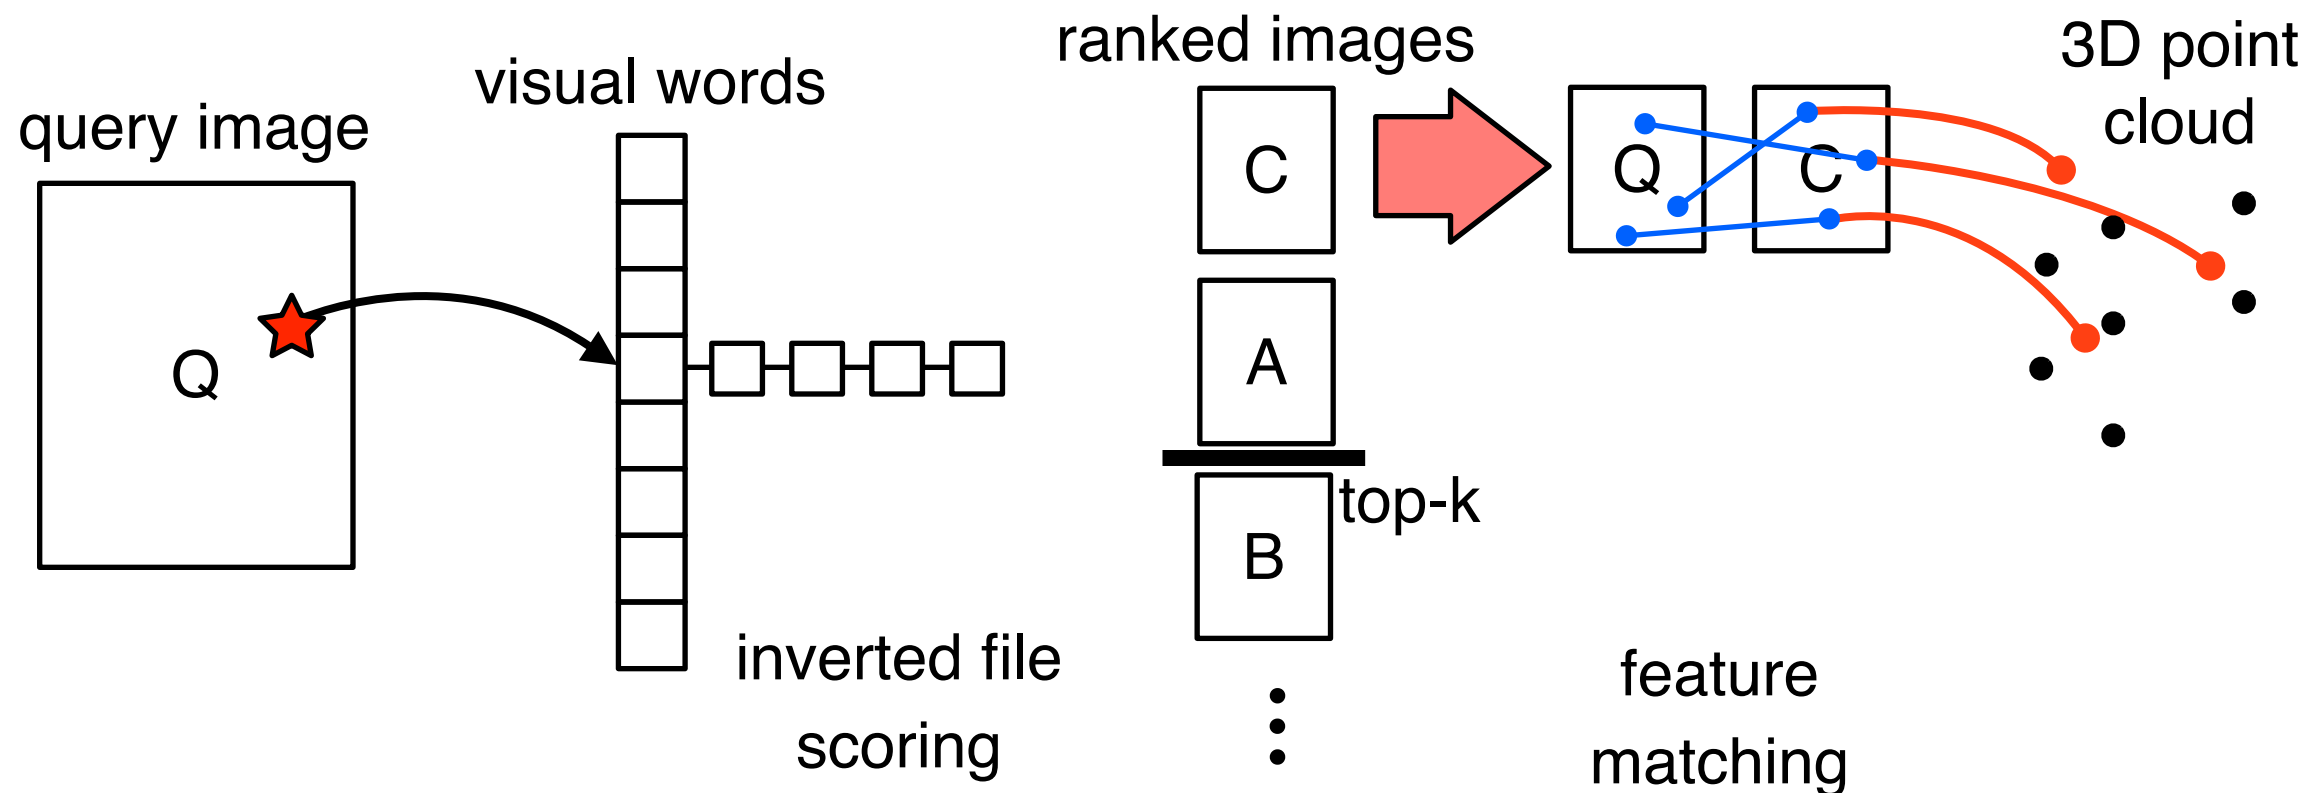 query image
Q
visual words
inverted file
scoring
ranked images
C
A
top-k
B
Q
C
3D point
cloud
feature
matching